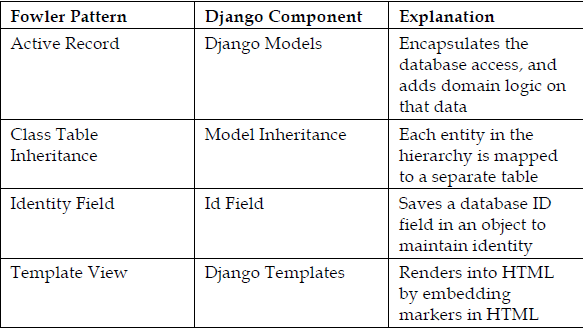 Fowler Pattern Django Component Explanation
Active Record Django Models Encapsulates the
database access, and
adds domain logic on
that data
Class Table Model Inheritance Each entity in the
Inheritance hierarchy is mapped
to a separate table
Identity Field Id Field Saves a database ID
field in an object to
maintain identity
Template View Django Templates Renders into HTML
by embedding
markers in HTML